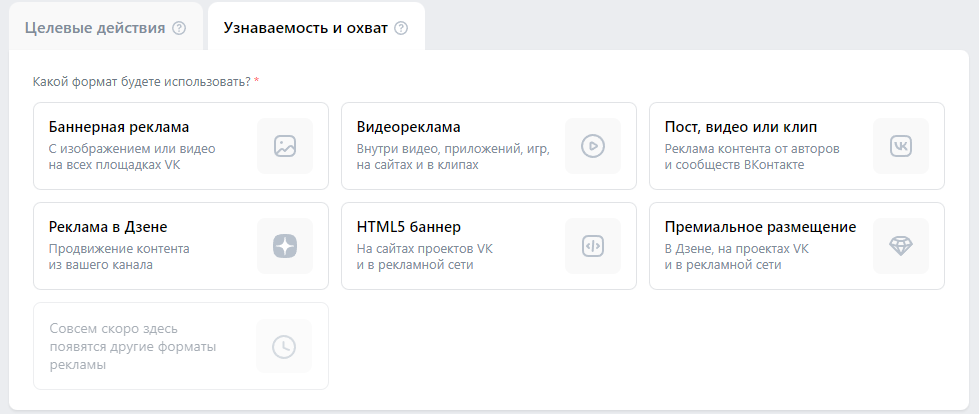 Целевые действия ?
Узнаваемость и охват ?
Какой формат будете использовать? *
Баннерная реклама
С изображением или видео
на всех площадках VK
Видеореклама
Внутри видео, приложений, игр,
на сайтах и в клипах
Пост, видео или клип
Реклама контента от авторов
и сообществ ВКонтакте
Реклама в Дзене
Продвижение контента
из вашего канала
HTML5 баннер
На сайтах проектов VK
и в рекламной сети
Премиальное размещение
В Дзене, на проектах VK
и в рекламной сети
Совсем скоро здесь
появятся другие форматы
рекламы